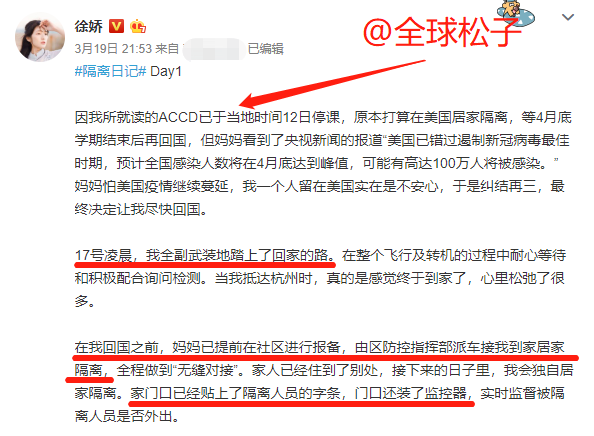 徐娇
@全球松子
3月19日 21:53 来自 已编辑
#隔离日记# Day1
因我所就读的ACCD已于当地时间12日停课，原本打算在美国居家隔离，等4月底
学期结束后再回国，但妈妈看到了央视新闻的报道“美国已错过遏制新冠病毒最佳
时期，预计全国感染人数将在4月底达到峰值，可能有高达100万人将被感染。”
妈妈怕美国疫情继续蔓延，我一个人留在美国实在是不安心，于是纠结再三，最
终决定让我尽快回国。
17号凌晨，我全副武装地踏上了回家的路。在整个飞行及转机的过程中耐心等待
和积极配合询问检测。当我抵达杭州时，真的是感觉终于到家了，心里松弛了很
多。
在我回国之前，妈妈已提前在社区进行报备，由区防控指挥部派车接我到家居家
隔离，全程做到“无缝对接”。家人已经住到了别处，接下来的日子里，我会独自居
家隔离。家门口已经贴上了隔离人员的字条，门口还装了监控器，实时监督被隔
离人员是否外出。